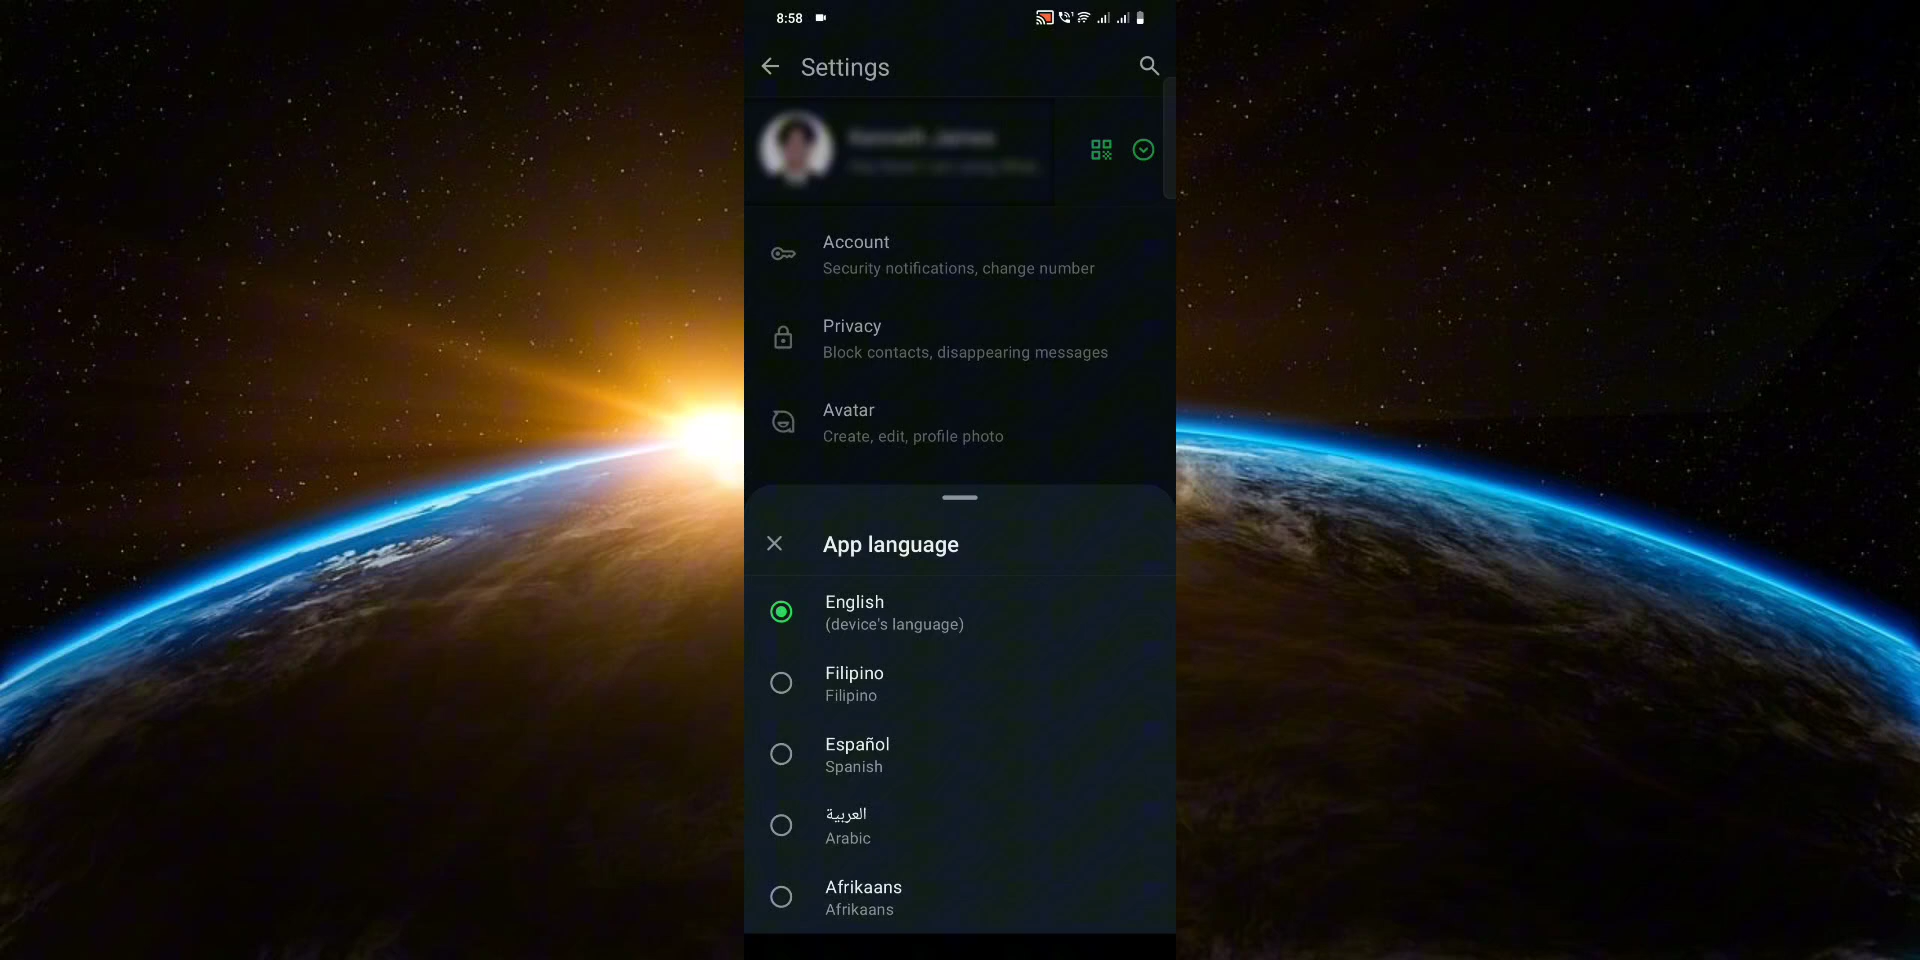 8:58
Settings
Account
Security notifications, change number
Privacy
Block contacts, disappearing messages
Avatar
Create, edit, profile photo
App language
English
(device's language)
Filipino
Filipino
Español
Spanish
العربية
Arabic
Afrikaans
Afrikaans